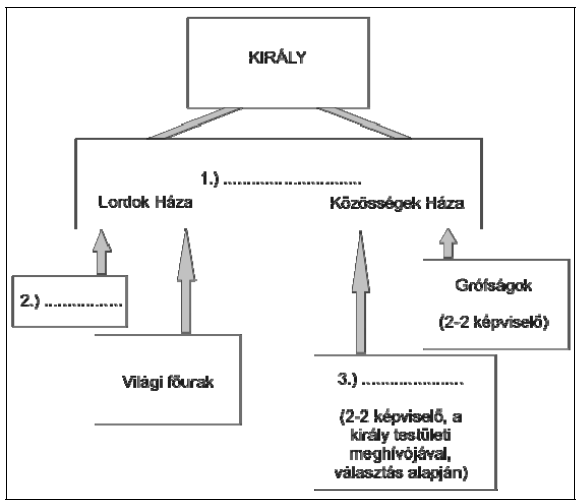 KIRÁLY
1.) ..............................
Lordok Háza
Közösségek Háza
2.) .................
Világi főurak
Grófságok
(2-2 képviselő)
3.) ......................
(2-2 képviselő, a
király testületi
meghívójával,
választás alapján)